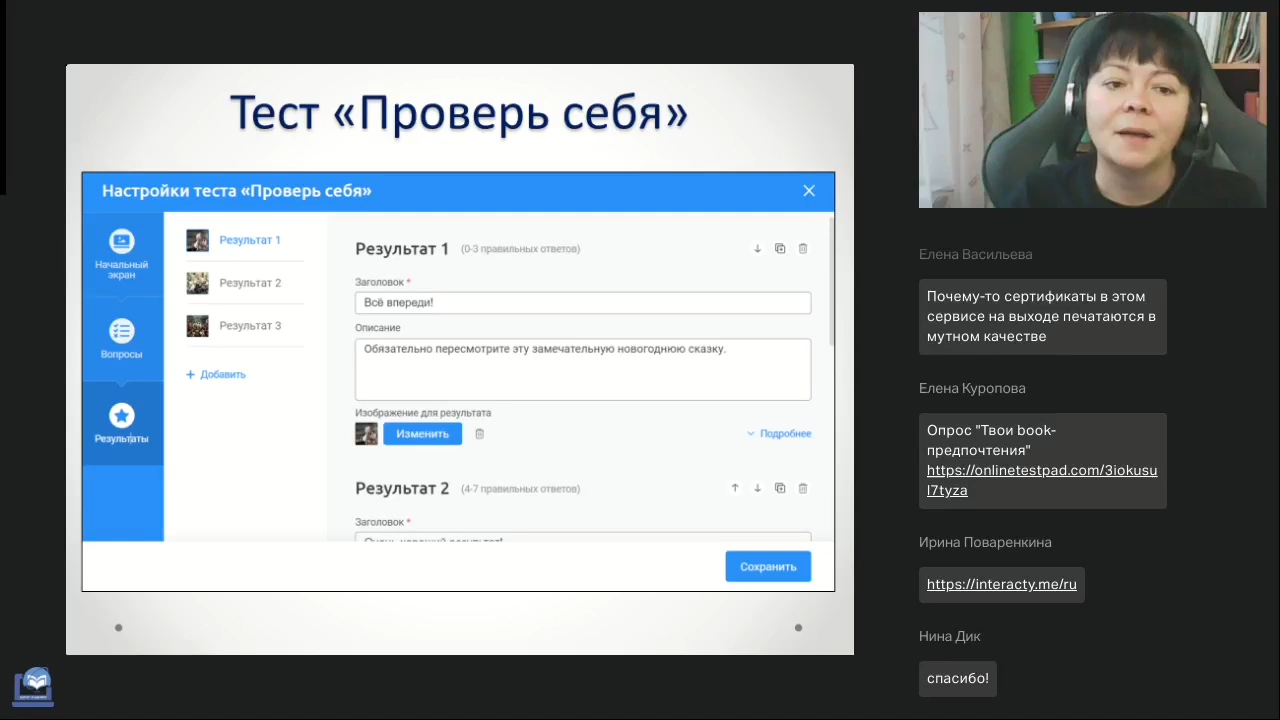 Тест «Проверь себя»
Настройки теста «Проверь себя»
Начальный
экран
Вопросы
Результаты
Результат 1
Результат 2
Результат 3
+ Добавить
Результат 1 (0-3 правильных ответов)
Заголовок *
Всё впереди!
Описание
Обязательно пересмотрите эту замечательную новогоднюю сказку.
Изображение для результата
Изменить
Подробнее
Результат 2 (4-7 правильных ответов)
Заголовок *
Очень хороший результат!
Сохранить
Елена Васильева
Почему-то сертификаты в этом
сервисе на выходе печатаются в
мутном качестве
Елена Куропова
Опрос "Твои book-
предпочтения"
https://onlinetestpad.com/3iokusu
l7tyza
Ирина Поваренкина
https://interacty.me/ru
Нина Дик
спасибо!